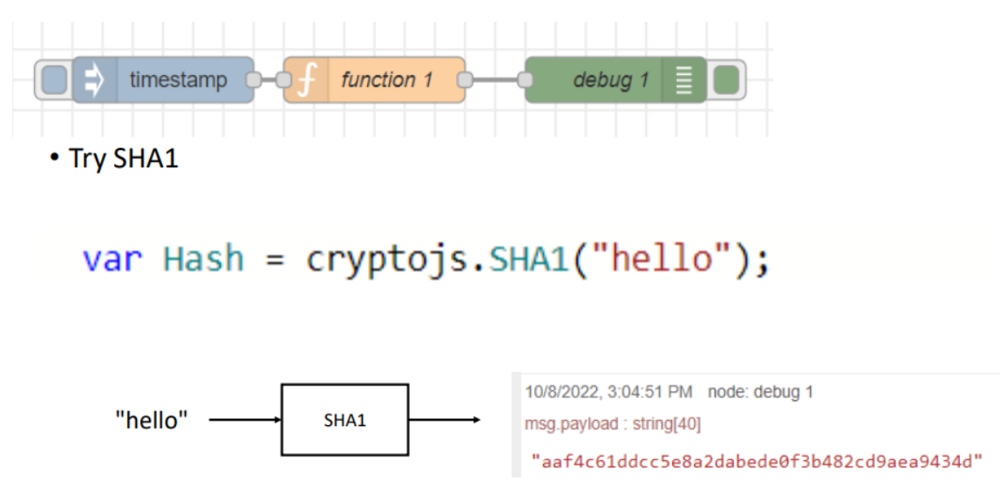 timestamp
function 1
debug 1
• Try SHA1
var Hash = cryptojs.SHA1("hello");
"hello"
SHA1
10/8/2022, 3:04:51 PM node: debug 1
msg.payload : string[40]
"aaf4c61ddcc5e8a2dabede0f3b482cd9aea9434d"